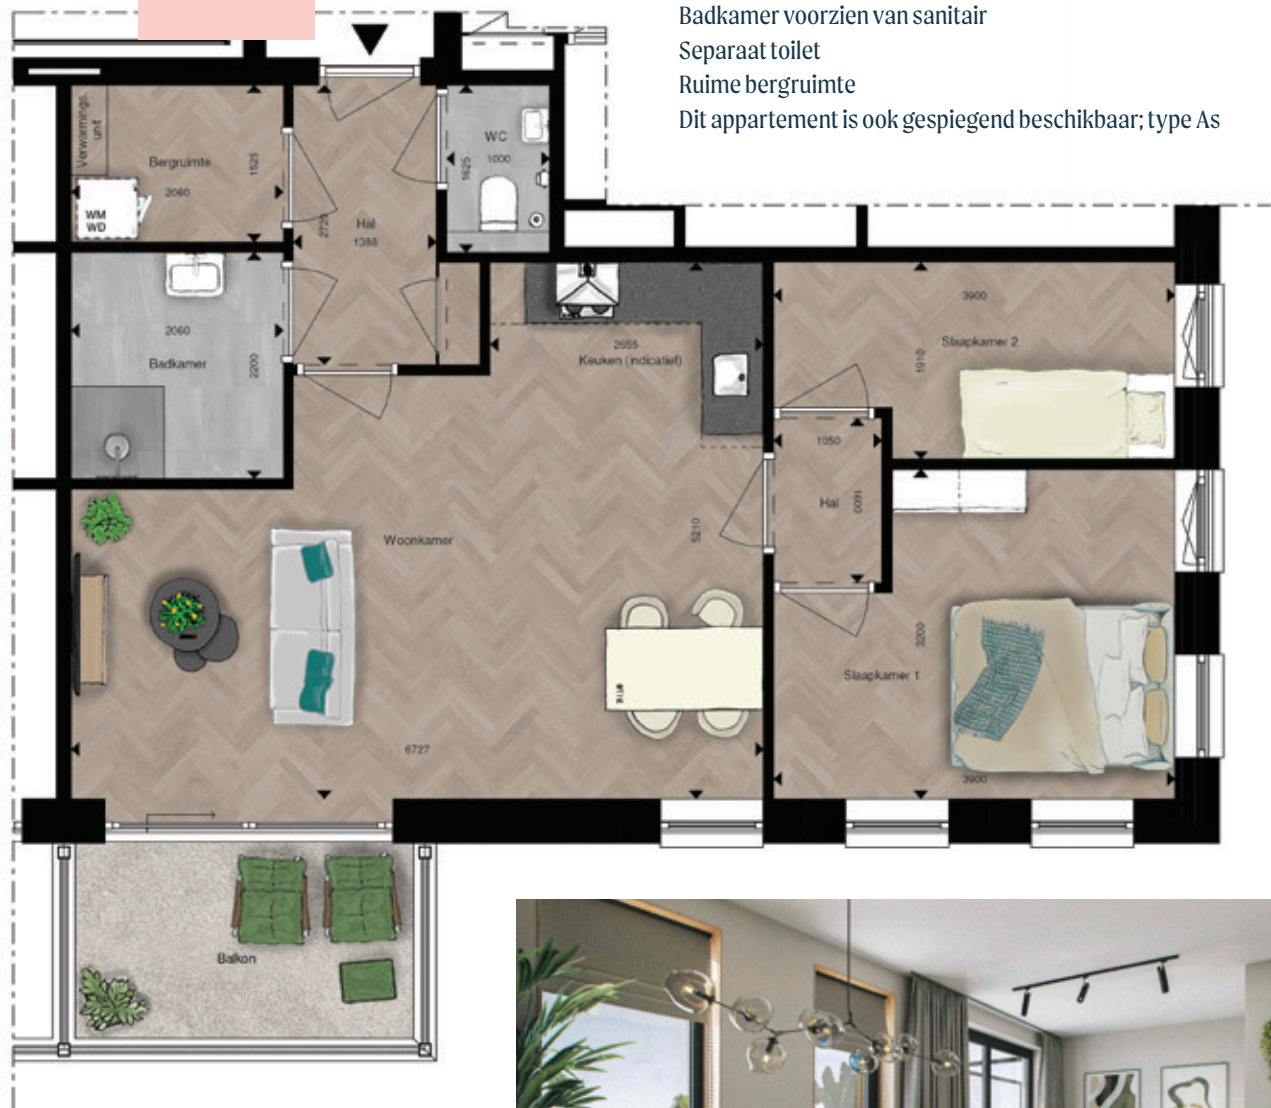 Badkamer voorzien van sanitair
Separaat toilet
Ruime bergruimte
Dit appartement is ook gespiegend beschikbaar; type As
Verwarmings.
unit
Bergruimte
2060
1525
WM
WD
Hal
1388
2720
WC
1000
1625
2060
Badkamer
2200
2655
Keuken (indicatief)
3900
Slaapkamer 2
1910
1050
Hal
1600
Woonkamer
5210
6727
3200
Slaapkamer 1
3900
Balkon